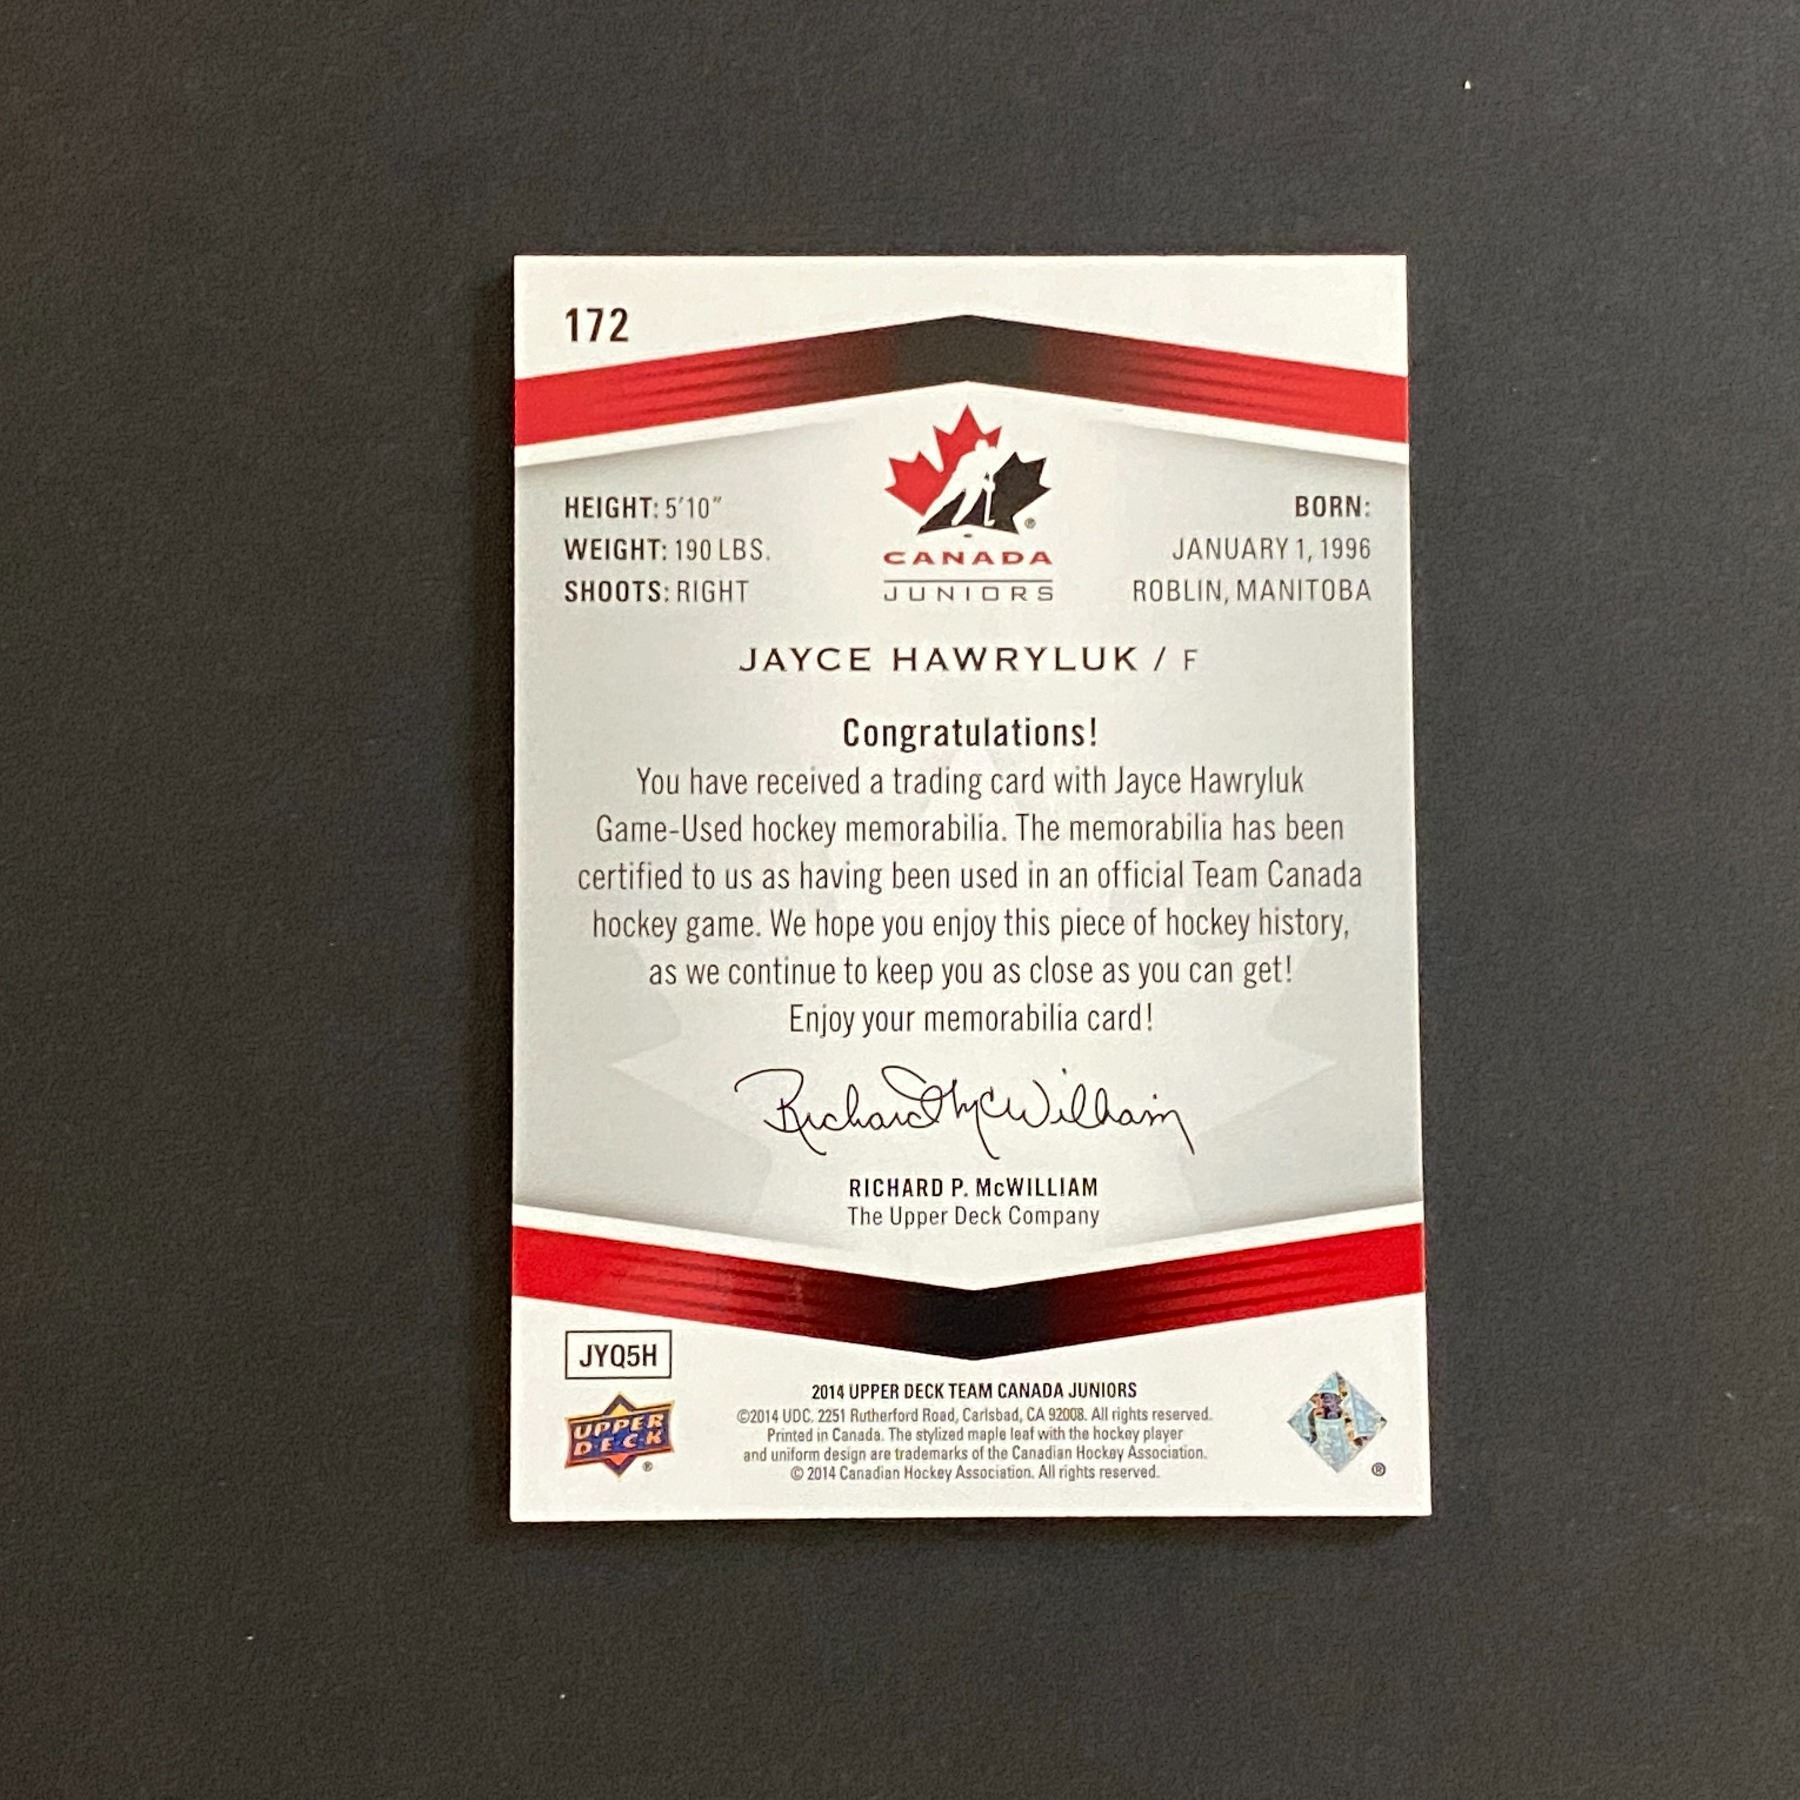 172
HEIGHT: 5'10"
WEIGHT: 190 LBS.
SHOOTS: RIGHT
®
CANADA
JUNIORS
BORN:
JANUARY 1, 1996
ROBLIN, MANITOBA
JAYCE HAWRYLUK / F
Congratulations!
You have received a trading card with Jayce Hawryluk
Game-Used hockey memorabilia. The memorabilia has been
certified to us as having been used in an official Team Canada
hockey game. We hope you enjoy this piece of hockey history,
as we continue to keep you as close as you can get!
Enjoy your memorabilia card!
Richard McWilliam
RICHARD P. McWILLIAM
The Upper Deck Company
JYQ5H
UPPER
DECK
®
2014 UPPER DECK TEAM CANADA JUNIORS
©2014 UDC. 2251 Rutherford Road, Carlsbad, CA 92008. All rights reserved.
Printed in Canada. The stylized maple leaf with the hockey player
and uniform design are trademarks of the Canadian Hockey Association.
© 2014 Canadian Hockey Association. All rights reserved.
®